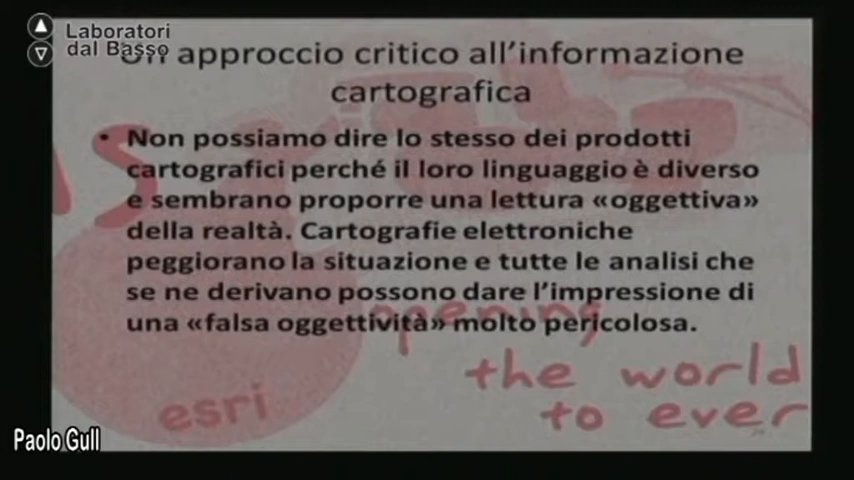 Laboratori
dal Basso
Un approccio critico all'informazione
cartografica
• Non possiamo dire lo stesso dei prodotti
cartografici perché il loro linguaggio è diverso
e sembrano proporre una lettura «oggettiva»
della realtà. Cartografie elettroniche
peggiorano la situazione e tutte le analisi che
se ne derivano possono dare l'impressione di
una «falsa oggettività» molto pericolosa.
opening
the world
to ever
esri
Paolo Gull